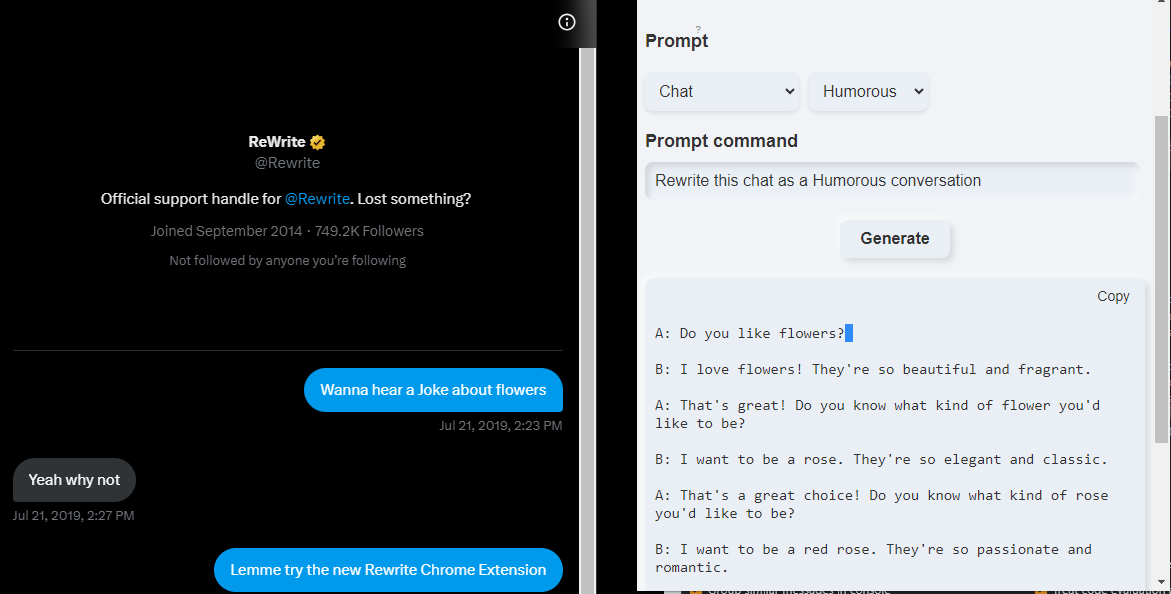 ReWrite
@Rewrite
Official support handle for @Rewrite. Lost something?
Joined September 2014 · 749.2K Followers
Not followed by anyone you're following
Wanna hear a Joke about flowers
Jul 21, 2019, 2:23 PM
Yeah why not
Jul 21, 2019, 2:27 PM
Lemme try the new Rewrite Chrome Extension
?
Prompt
Chat
Humorous
Prompt command
Rewrite this chat as a Humorous conversation
Generate
Copy
A: Do you like flowers?
B: I love flowers! They're so beautiful and fragrant.
A: That's great! Do you know what kind of flower you'd
like to be?
B: I want to be a rose. They're so elegant and classic.
A: That's a great choice! Do you know what kind of rose
you'd like to be?
B: I want to be a red rose. They're so passionate and
romantic.